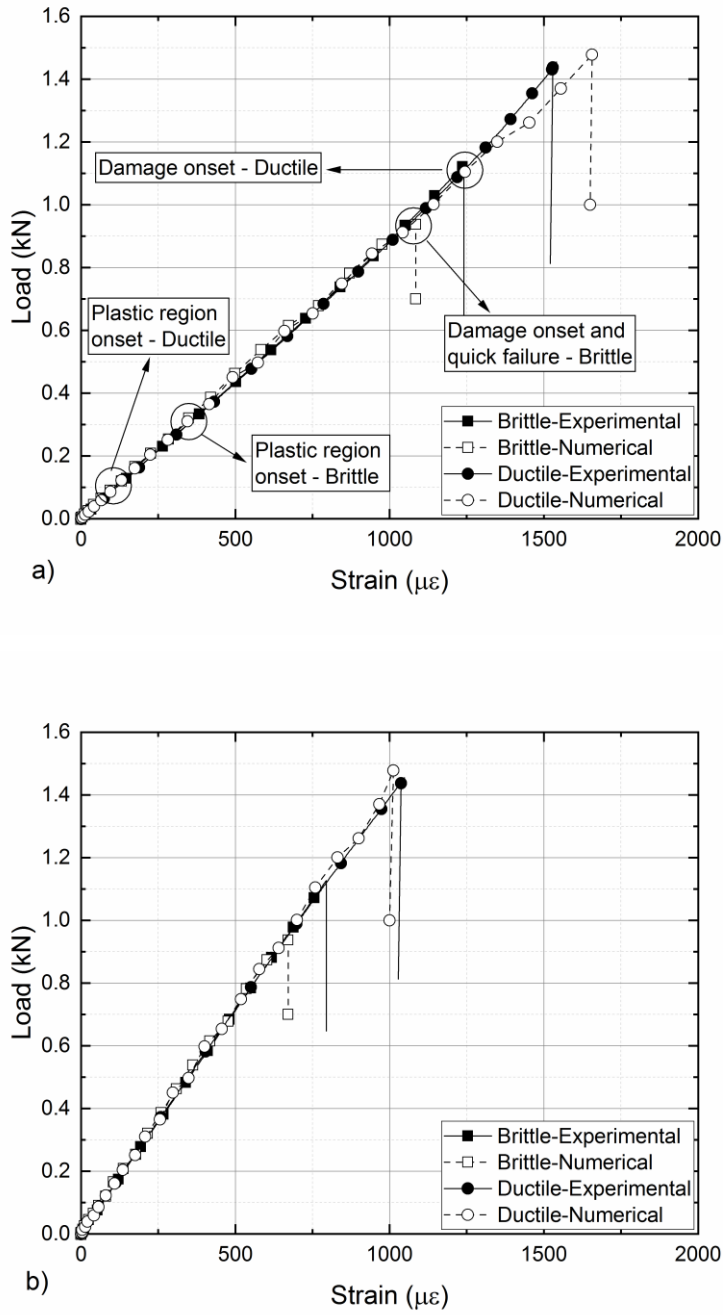 1.6
1.4
1.2
1.0
0.8
0.6
0.4
0.2
0.0
Load (kN)
Damage onset - Ductile
Plastic region
onset - Ductile
Damage onset and
quick failure - Brittle
Plastic region
onset - Brittle
Brittle-Experimental
Brittle-Numerical
Ductile-Experimental
Ductile-Numerical
0 500 1000 1500 2000
a)
Strain (με)
1.6
1.4
1.2
1.0
0.8
0.6
0.4
0.2
0.0
Load (kN)
Brittle-Experimental
Brittle-Numerical
Ductile-Experimental
Ductile-Numerical
0 500 1000 1500 2000
b)
Strain (με)